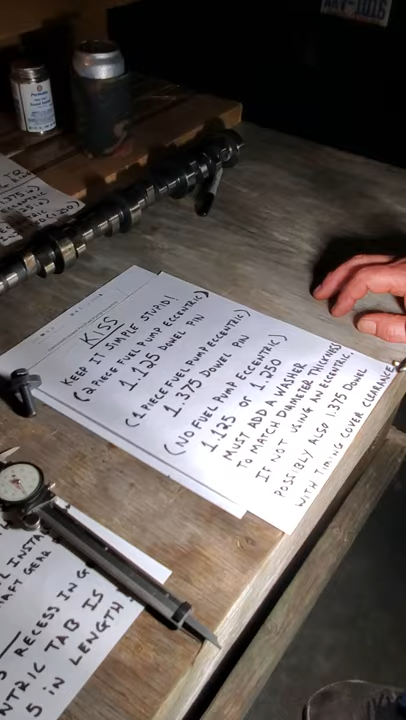 KISS
KEEP IT SIMPLE STUPID!
(2 PIECE FUEL PUMP ECCENTRIC)
1.125 DOWEL PIN
(1 PIECE FUEL PUMP ECCENTRIC)
1.375 DOWEL PIN
(NO FUEL PUMP ECCENTRIC)
1.125 OR 1.250
MUST ADD A WASHER
TO MATCH DIAMETER THICKNESS
IF NOT USING AN ECCENTRIC.
POSSIBLY ALSO 1.375 DOWEL
WITH TIMING COVER CLEARANCE
RECESS IN
TAB IS
5 IN LENGTH